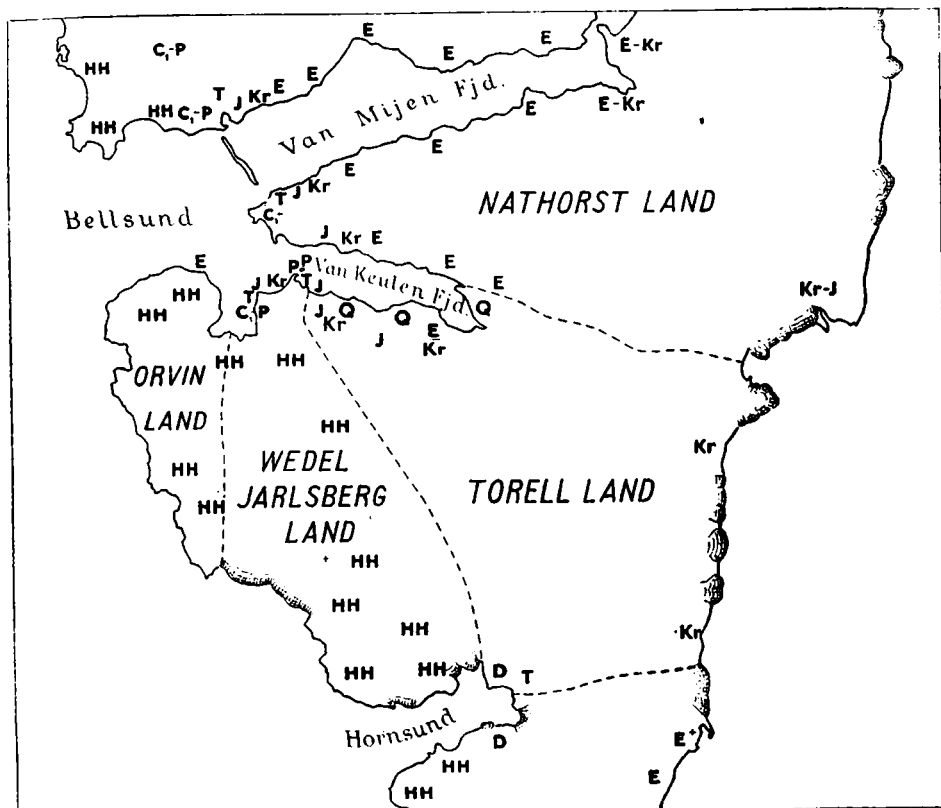 E
E
E-Kr
C₁-P
HH
E
E
T J Kr
HH C₁-P
HH
E
E-Kr
Van Mijen Fjd.
E
E
T J Kr
C₁-
NATHORST LAND
Bellsund
J Kr E
E
P P
T J
Van Keulen Fjd.
E
E
HH
HH
J Kr
T
C₁-P
J Q Q Q
Kr
J
E
Kr
Kr-J
HH
HH
ORVIN
LAND
HH
Kr
WEDEL
JARLSBERG
LAND
TORELL LAND
HH
HH
HH
HH
HH
Kr
HH
HH
D T
Hornsund
D
E+
HH
E
HH